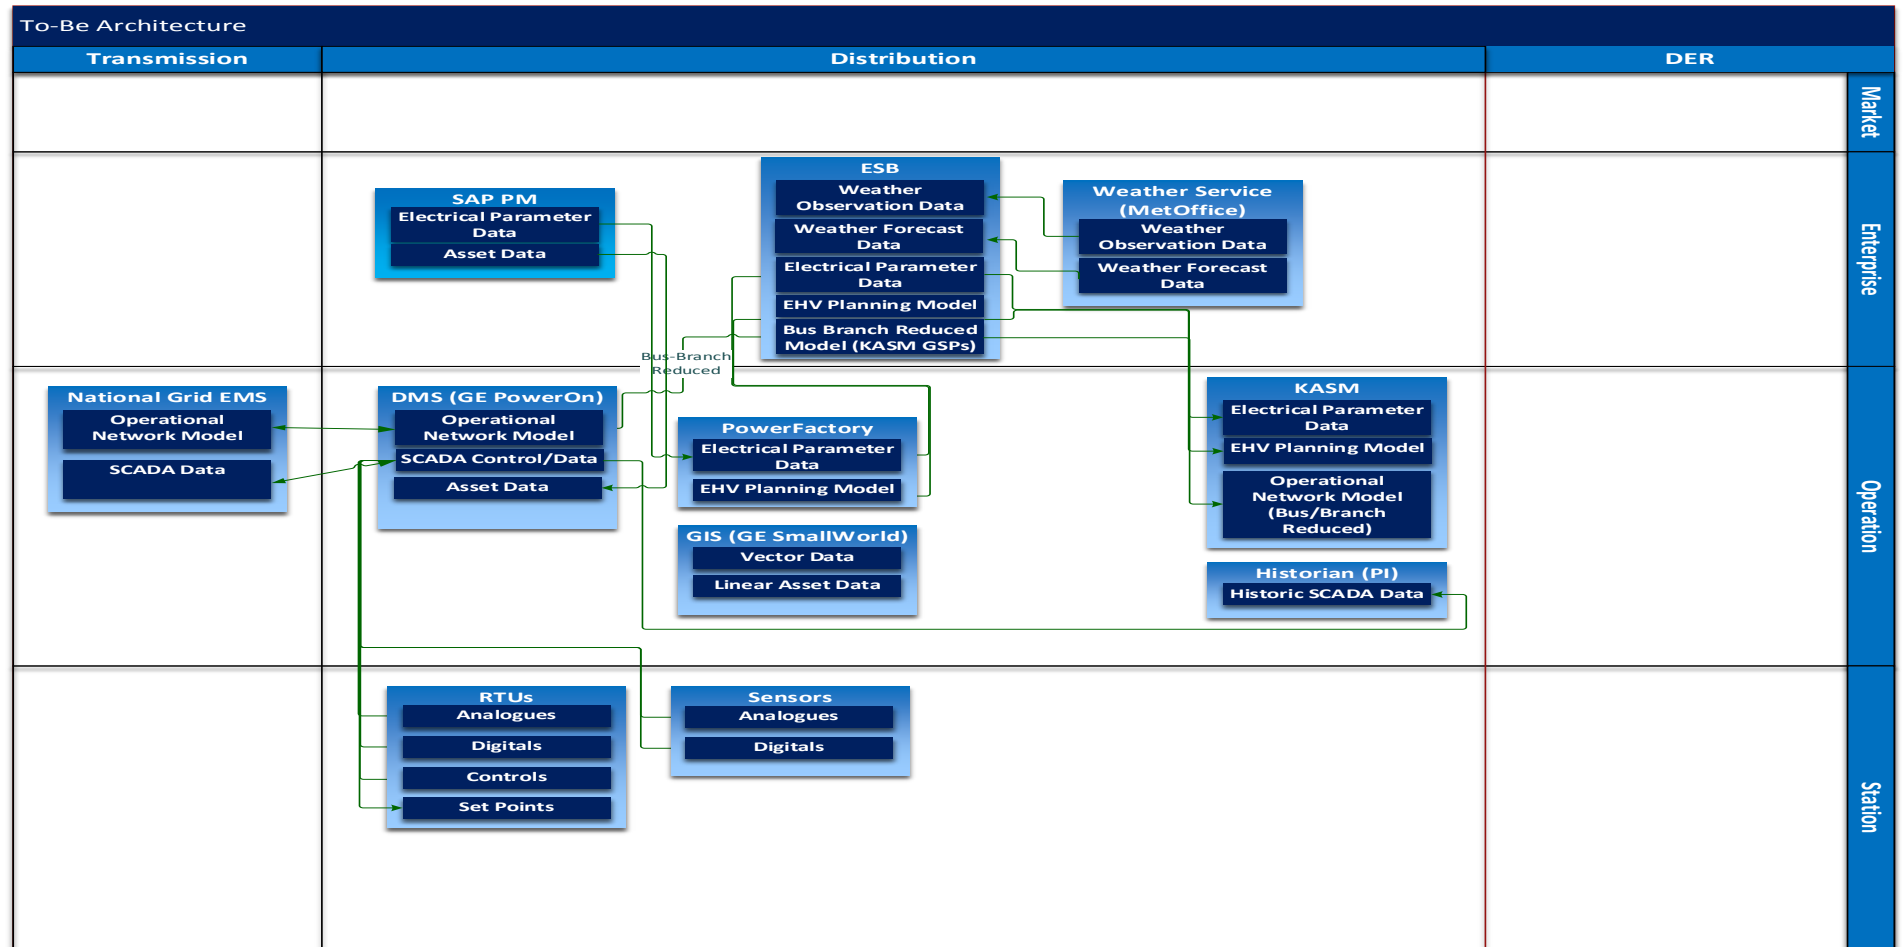 To-Be Architecture
Transmission
Distribution
DER
Market
Enterprise
Operation
Station
SAP PM
Electrical Parameter
Data
Asset Data
ESB
Weather
Observation Data
Weather Forecast
Data
Electrical Parameter
Data
EHV Planning Model
Bus Branch Reduced
Model (KASM GSPs)
Weather Service
(MetOffice)
Weather
Observation Data
Weather Forecast
Data
Bus-Branch
Reduced
National Grid EMS
Operational
Network Model
SCADA Data
DMS (GE PowerOn)
Operational
Network Model
SCADA Control/Data
Asset Data
PowerFactory
Electrical Parameter
Data
EHV Planning Model
GIS (GE SmallWorld)
Vector Data
Linear Asset Data
KASM
Electrical Parameter
Data
EHV Planning Model
Operational
Network Model
(Bus/Branch
Reduced)
Historian (PI)
Historic SCADA Data
RTUs
Analogues
Digitals
Controls
Set Points
Sensors
Analogues
Digitals